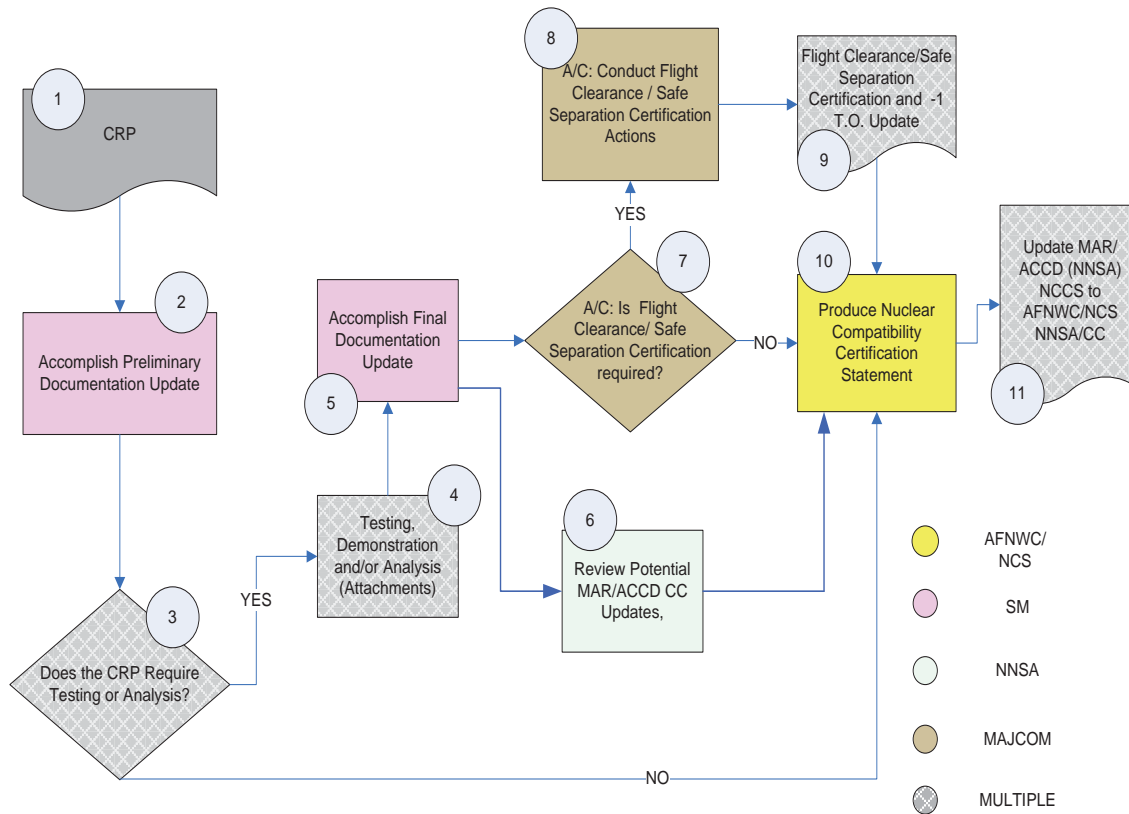 1
CRP
2
Accomplish Preliminary
Documentation Update
3
Does the CRP Require
Testing or Analysis?
YES
NO
4
Testing,
Demonstration
and/or Analysis
(Attachments)
Accomplish Final
Documentation
Update
5
6
Review Potential
MAR/ACCD CC
Updates,
7
A/C: Is Flight
Clearance/ Safe
Separation Certification
required?
YES
NO
8
A/C: Conduct Flight
Clearance / Safe
Separation Certification
Actions
Flight Clearance/Safe
Separation
Certification and -1
T.O. Update
9
10
Produce Nuclear
Compatibility
Certification
Statement
Update MAR/
ACCD (NNSA)
NCCS to
AFNWC/NCS
NNSA/CC
11
AFNWC/
NCS
SM
NNSA
MAJCOM
MULTIPLE